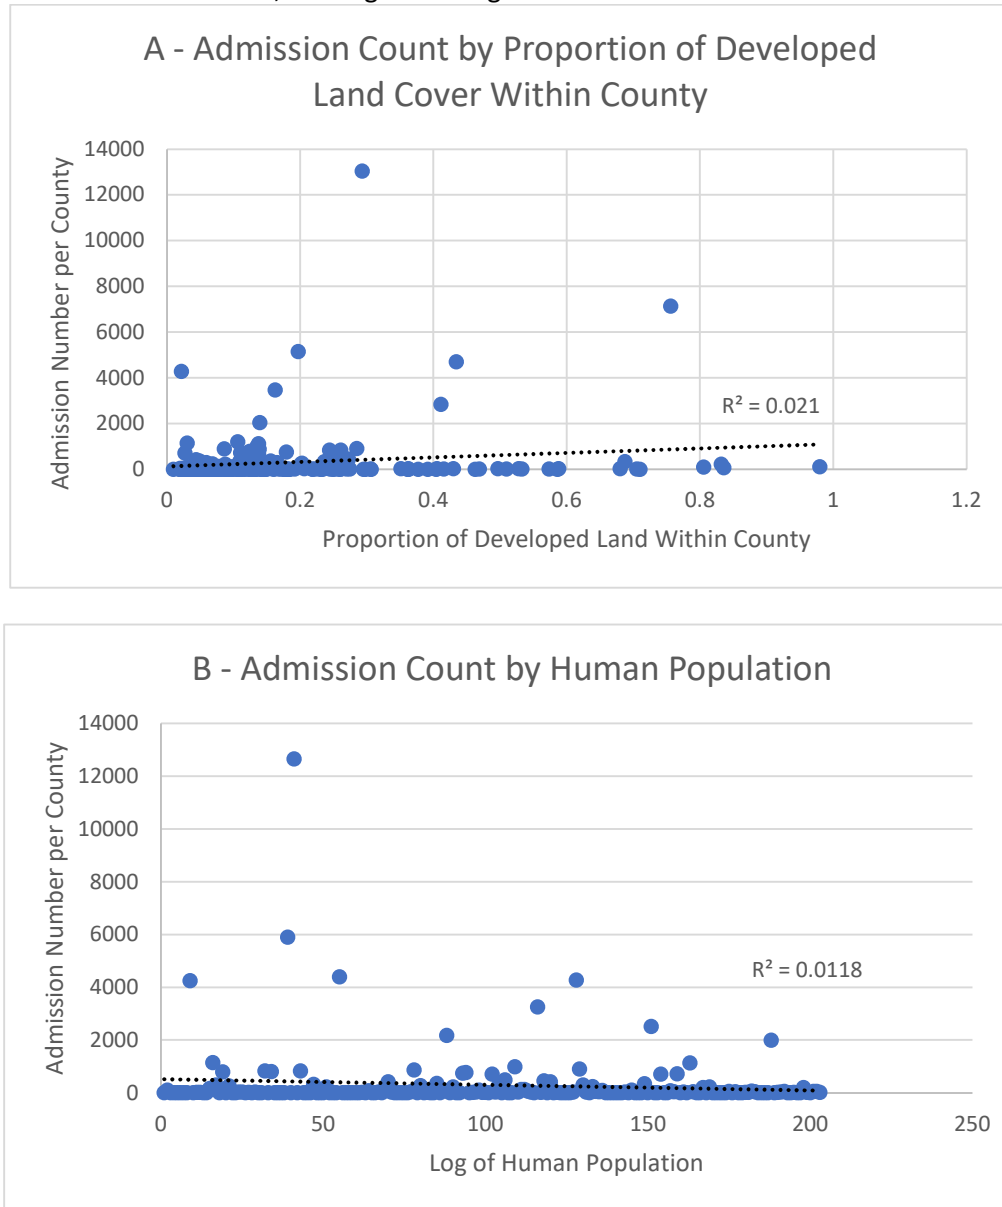 A - Admission Count by Proportion of Developed
Land Cover Within County
Admission Number per County
14000
12000
10000
8000
6000
4000
2000
0
R² = 0.021
0 0.2 0.4 0.6 0.8 1 1.2
Proportion of Developed Land Within County
B - Admission Count by Human Population
Admission Number per County
14000
12000
10000
8000
6000
4000
2000
0
R² = 0.0118
0 50 100 150 200 250
Log of Human Population